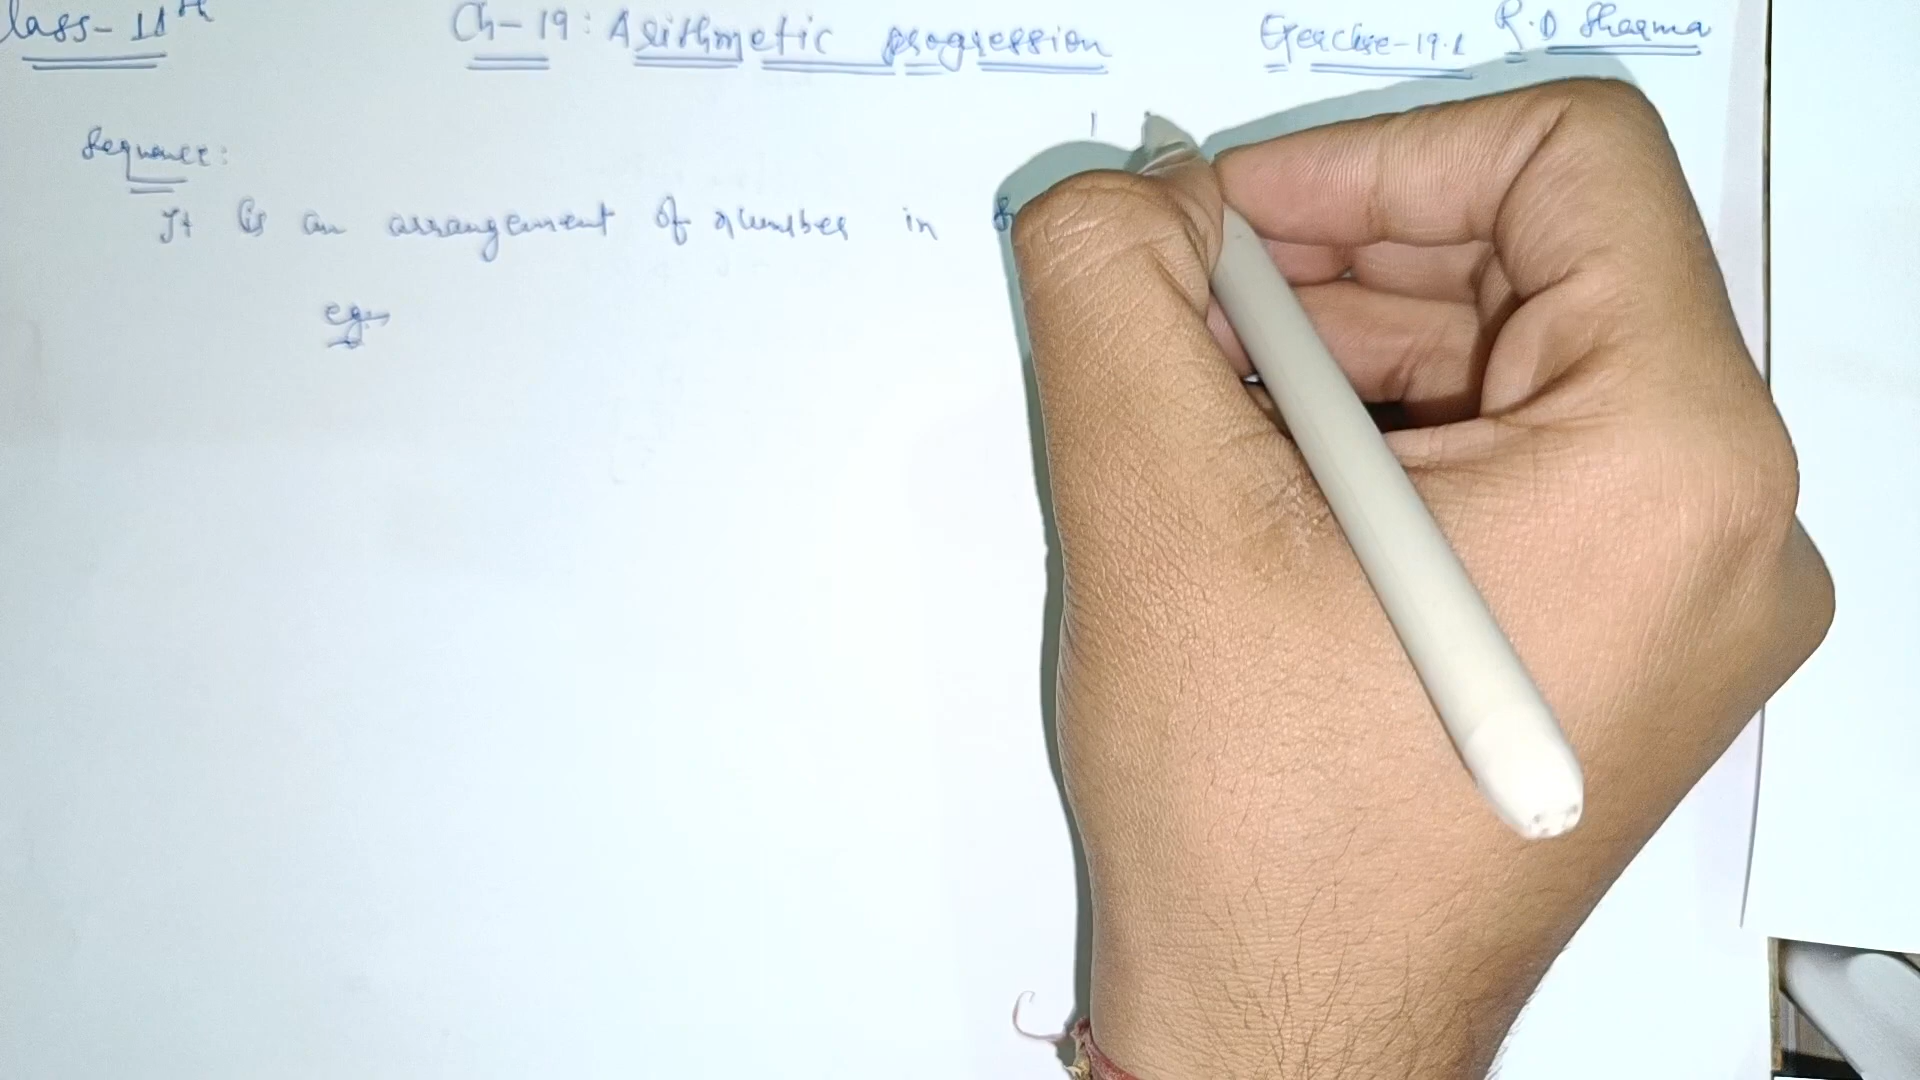 lass-11th Ch-19: Arithmetic progression Exercise-19.1 R.D Sharma
Sequence:
It is an arrangement of number in
eg:-